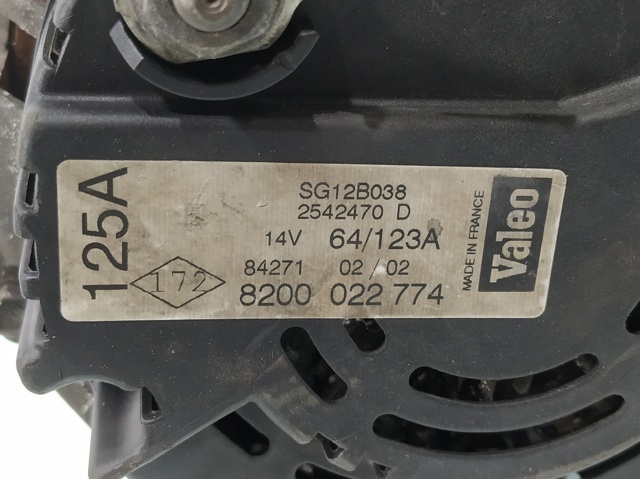 125A
172
SG12B038
2542470 D
14V 64/123A
84271 02/02
8200 022 774
MADE IN FRANCE
Valeo